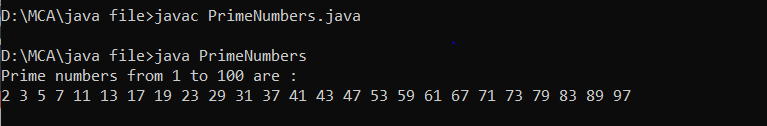 D:\MCA\java file>javac PrimeNumbers.java
D:\MCA\java file>java PrimeNumbers
Prime numbers from 1 to 100 are :
2 3 5 7 11 13 17 19 23 29 31 37 41 43 47 53 59 61 67 71 73 79 83 89 97